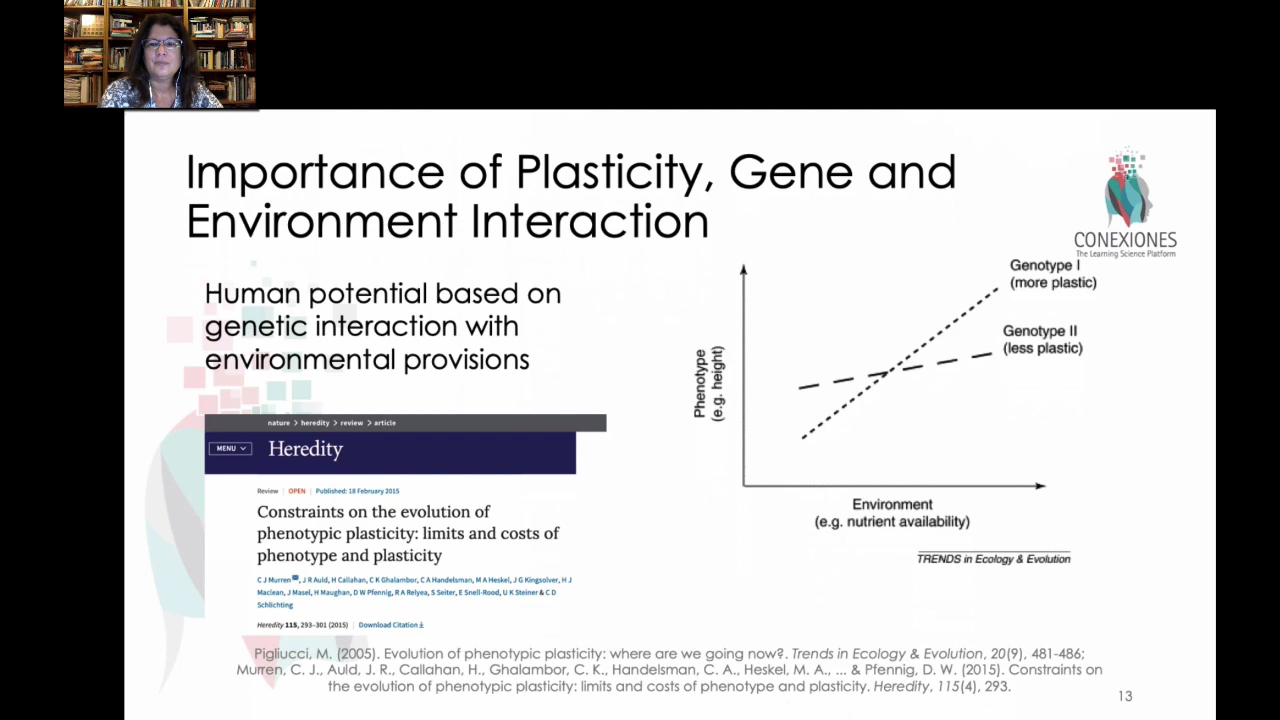 Importance of Plasticity, Gene and
Environment Interaction
CONEXIONES
The Learning Science Platform
Human potential based on
genetic interaction with
environmental provisions
nature > heredity > review > article
MENU
Heredity
Review | OPEN | Published: 18 February 2015
Constraints on the evolution of
phenotypic plasticity: limits and costs of
phenotype and plasticity
C J Murren, J R Auld, H Callahan, C K Ghalambor, C A Handelsman, M A Heskel, J G Kingsolver, H J
Maclean, J Masel, H Maughan, D W Pfennig, R A Relyea, S Seiter, E Snell-Rood, U K Steiner & C D
Schlichting
Heredity 115, 293–301 (2015) | Download Citation
Genotype I
(more plastic)
Genotype II
(less plastic)
Phenotype
(e.g. height)
Environment
(e.g. nutrient availability)
TRENDS in Ecology & Evolution
Pigliucci, M. (2005). Evolution of phenotypic plasticity: where are we going now?. Trends in Ecology & Evolution, 20(9), 481-486;
Murren, C. J., Auld, J. R., Callahan, H., Ghalambor, C. K., Handelsman, C. A., Heskel, M. A., ... & Pfennig, D. W. (2015). Constraints on
the evolution of phenotypic plasticity: limits and costs of phenotype and plasticity. Heredity, 115(4), 293.
13